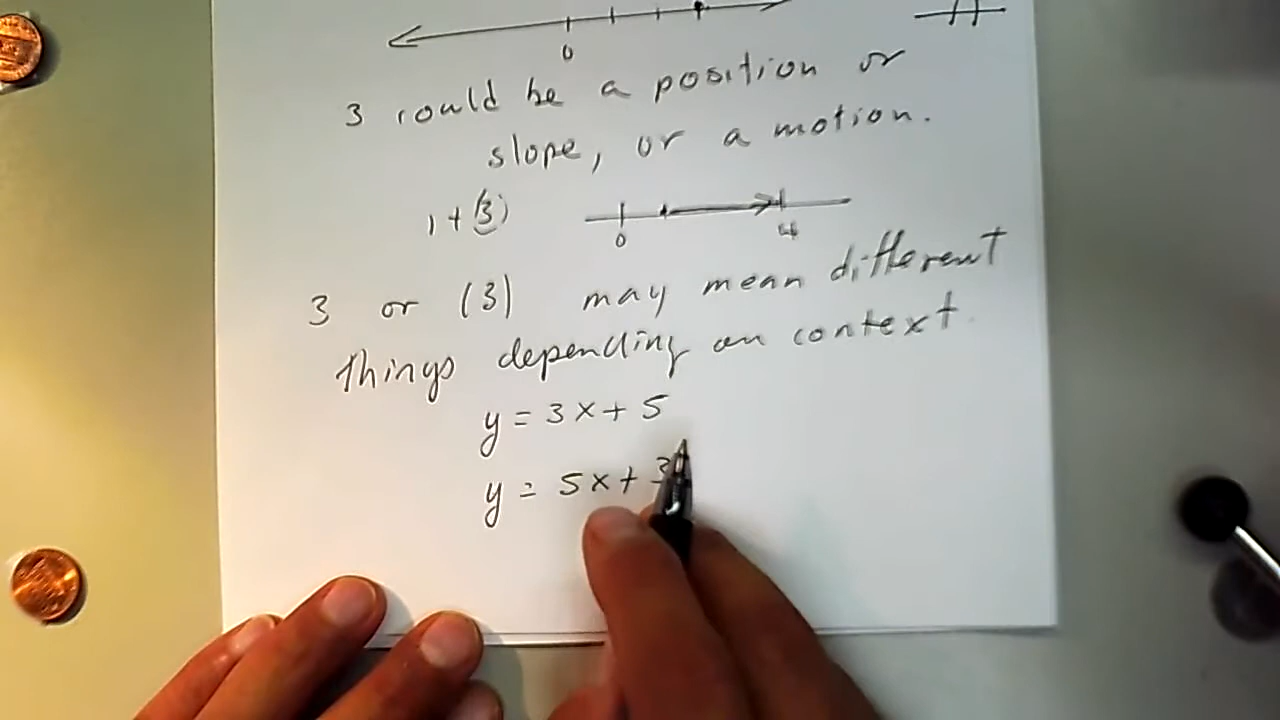 0
3 could be a position or
slope, or a motion.
1 + (3)
0 4
3 or (3) may mean different
things depending on context.
y = 3x + 5
y = 5x + 3